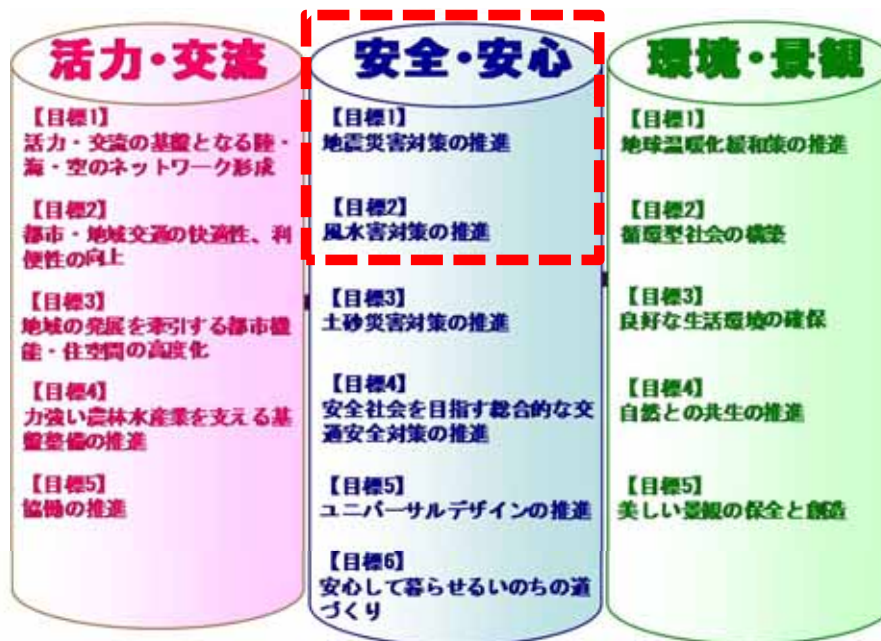 活力・交流
【目標1】
活力・交流の基盤となる陸・
海・空のネットワーク形成
【目標2】
都市・地域交通の快適性、利
便性の向上
【目標3】
地域の発展を牽引する都市機
能・住空間の高度化
【目標4】
力強い農林水産業を支える基
盤整備の推進
【目標5】
協働の推進
安全・安心
【目標1】
地震災害対策の推進
【目標2】
風水害対策の推進
【目標3】
土砂災害対策の推進
【目標4】
安全社会を目指す総合的な交
通安全対策の推進
【目標5】
ユニバーサルデザインの推進
【目標6】
安心して暮らせるいのちの道
づくり
環境・景観
【目標1】
地球温暖化緩和策の推進
【目標2】
循環型社会の構築
【目標3】
良好な生活環境の確保
【目標4】
自然との共生の推進
【目標5】
美しい景観の保全と創造